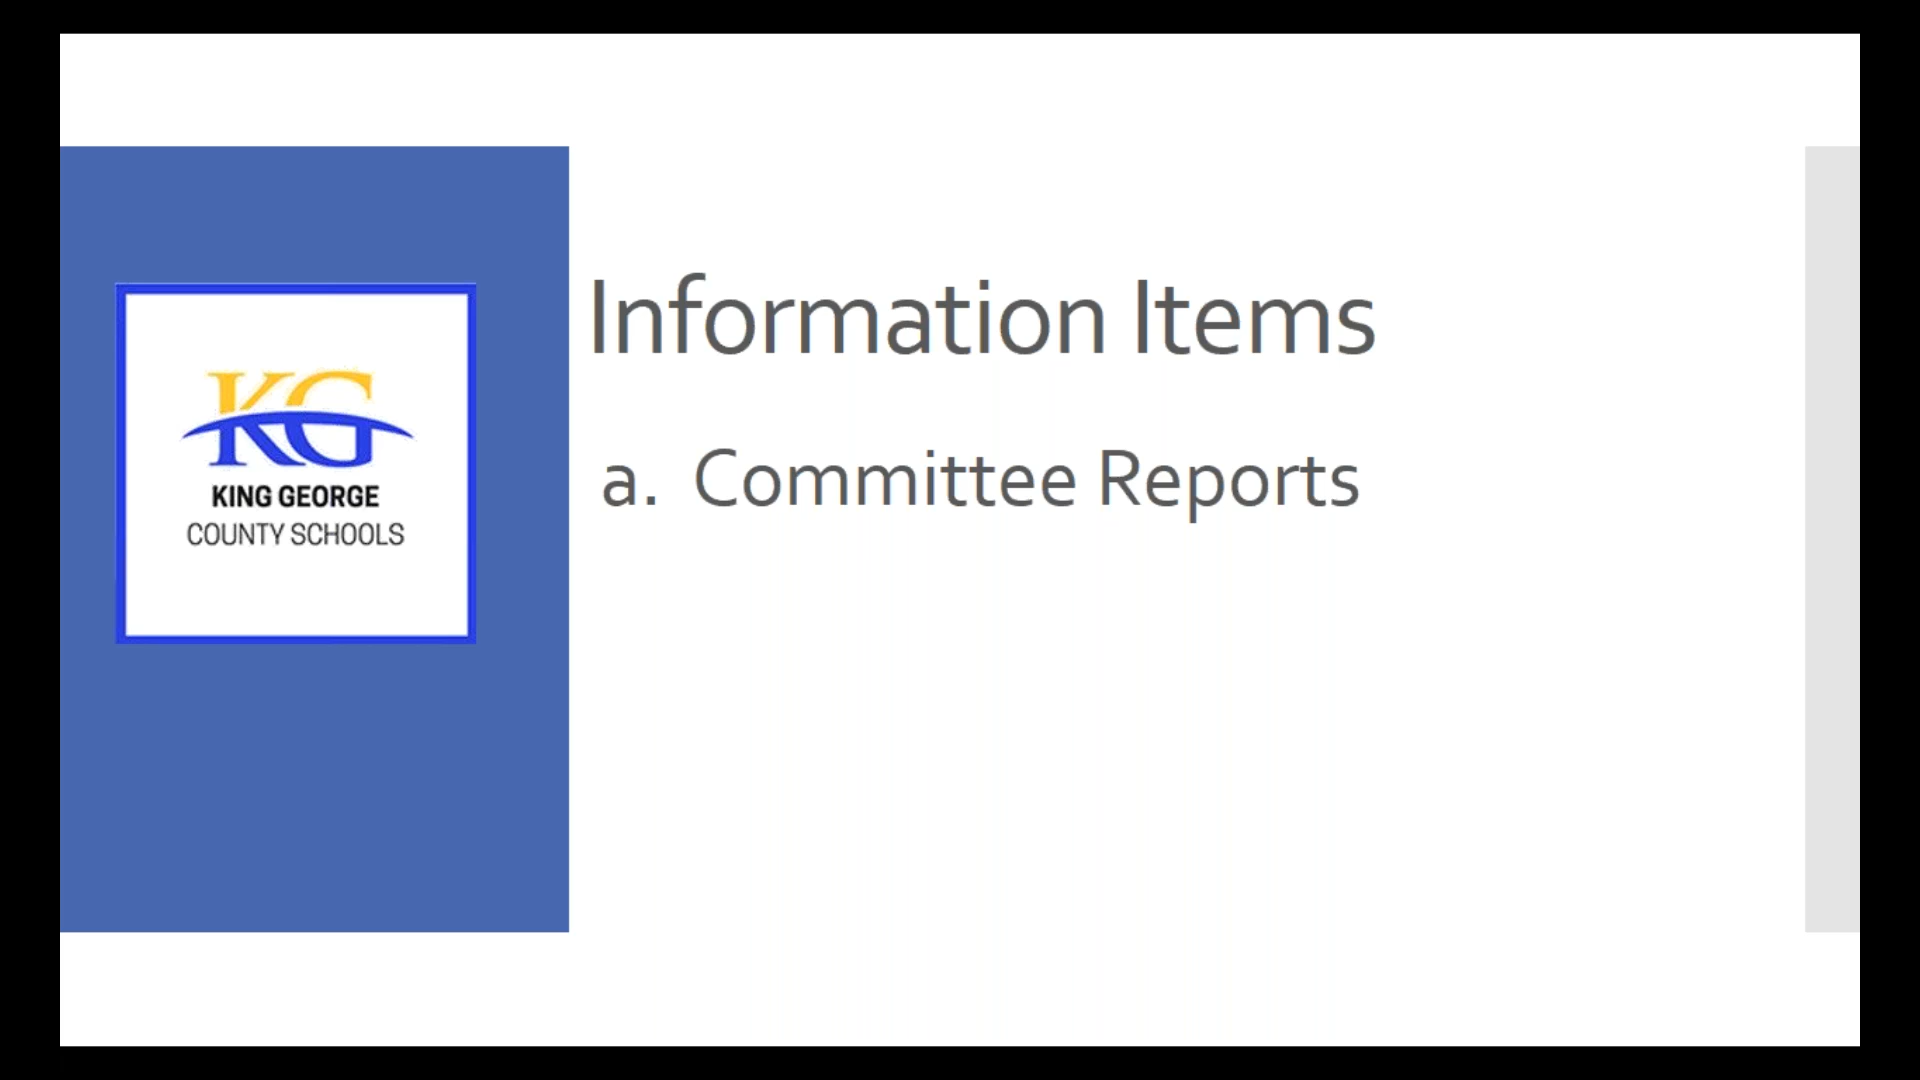 KG
KING GEORGE
COUNTY SCHOOLS
Information Items
a. Committee Reports